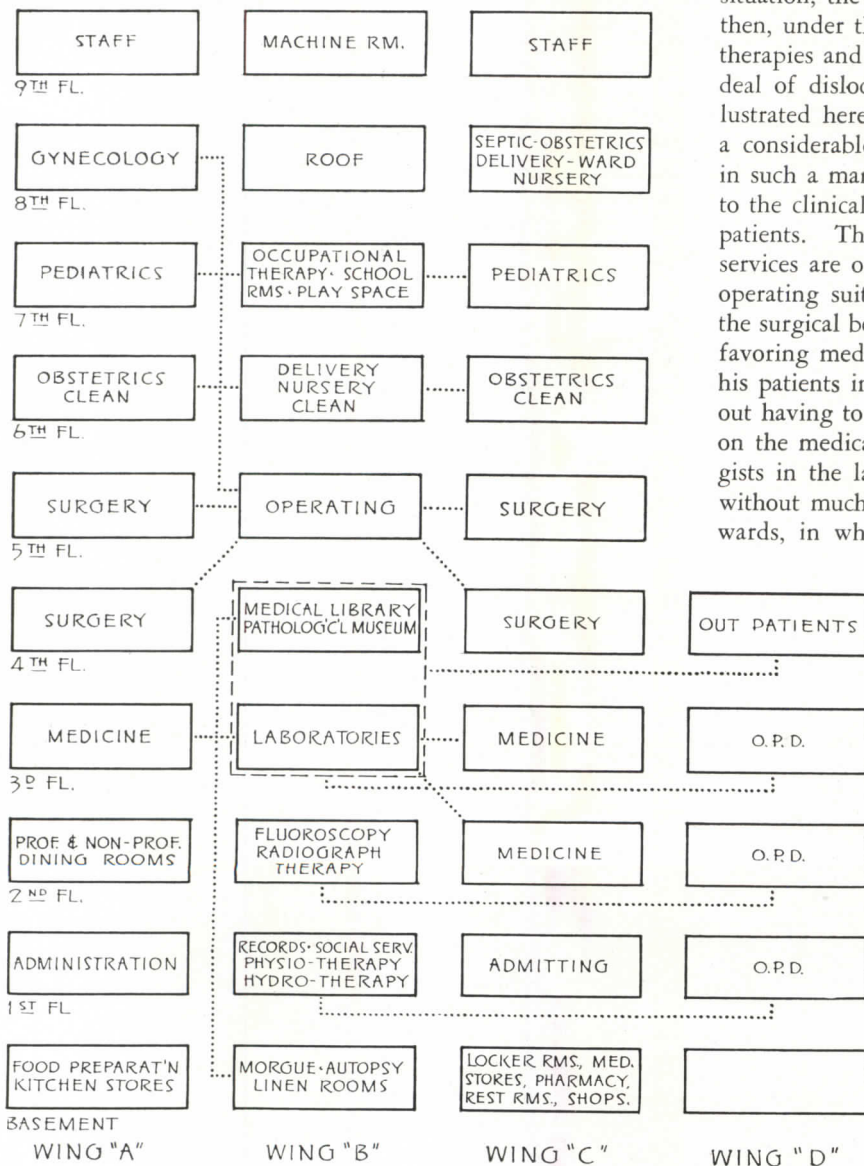 STAFF
MACHINE RM.
STAFF
9TH FL.
GYNECOLOGY
ROOF
SEPTIC-OBSTETRICS
DELIVERY-WARD
NURSERY
8TH FL.
PEDIATRICS
OCCUPATIONAL
THERAPY · SCHOOL
RMS · PLAY SPACE
PEDIATRICS
7TH FL.
OBSTETRICS
CLEAN
DELIVERY
NURSERY
CLEAN
OBSTETRICS
CLEAN
6TH FL.
SURGERY
OPERATING
SURGERY
5TH FL.
SURGERY
MEDICAL LIBRARY
PATHOLOG'C'L MUSEUM
SURGERY
OUT PATIENTS
4TH FL.
MEDICINE
LABORATORIES
MEDICINE
O.P.D.
3D FL.
PROF. & NON-PROF.
DINING ROOMS
FLUOROSCOPY
RADIOGRAPH
THERAPY
MEDICINE
O.P.D.
2ND FL.
ADMINISTRATION
RECORDS · SOCIAL SERV.
PHYSIO-THERAPY
HYDRO-THERAPY
ADMITTING
O.P.D.
1ST FL
FOOD PREPARAT'N
KITCHEN STORES
MORGUE · AUTOPSY
LINEN ROOMS
LOCKER RMS., MED.
STORES, PHARMACY,
REST RMS., SHOPS.
BASEMENT
WING "A"
WING "B"
WING "C"
WING "D"
situation, the
then, under th
therapies and
deal of disloc
lustrated here
a considerable
in such a mar
to the clinical
patients. Th
services are o
operating suit
the surgical be
favoring med
his patients in
out having to
on the medica
gists in the la
without much
wards, in wh